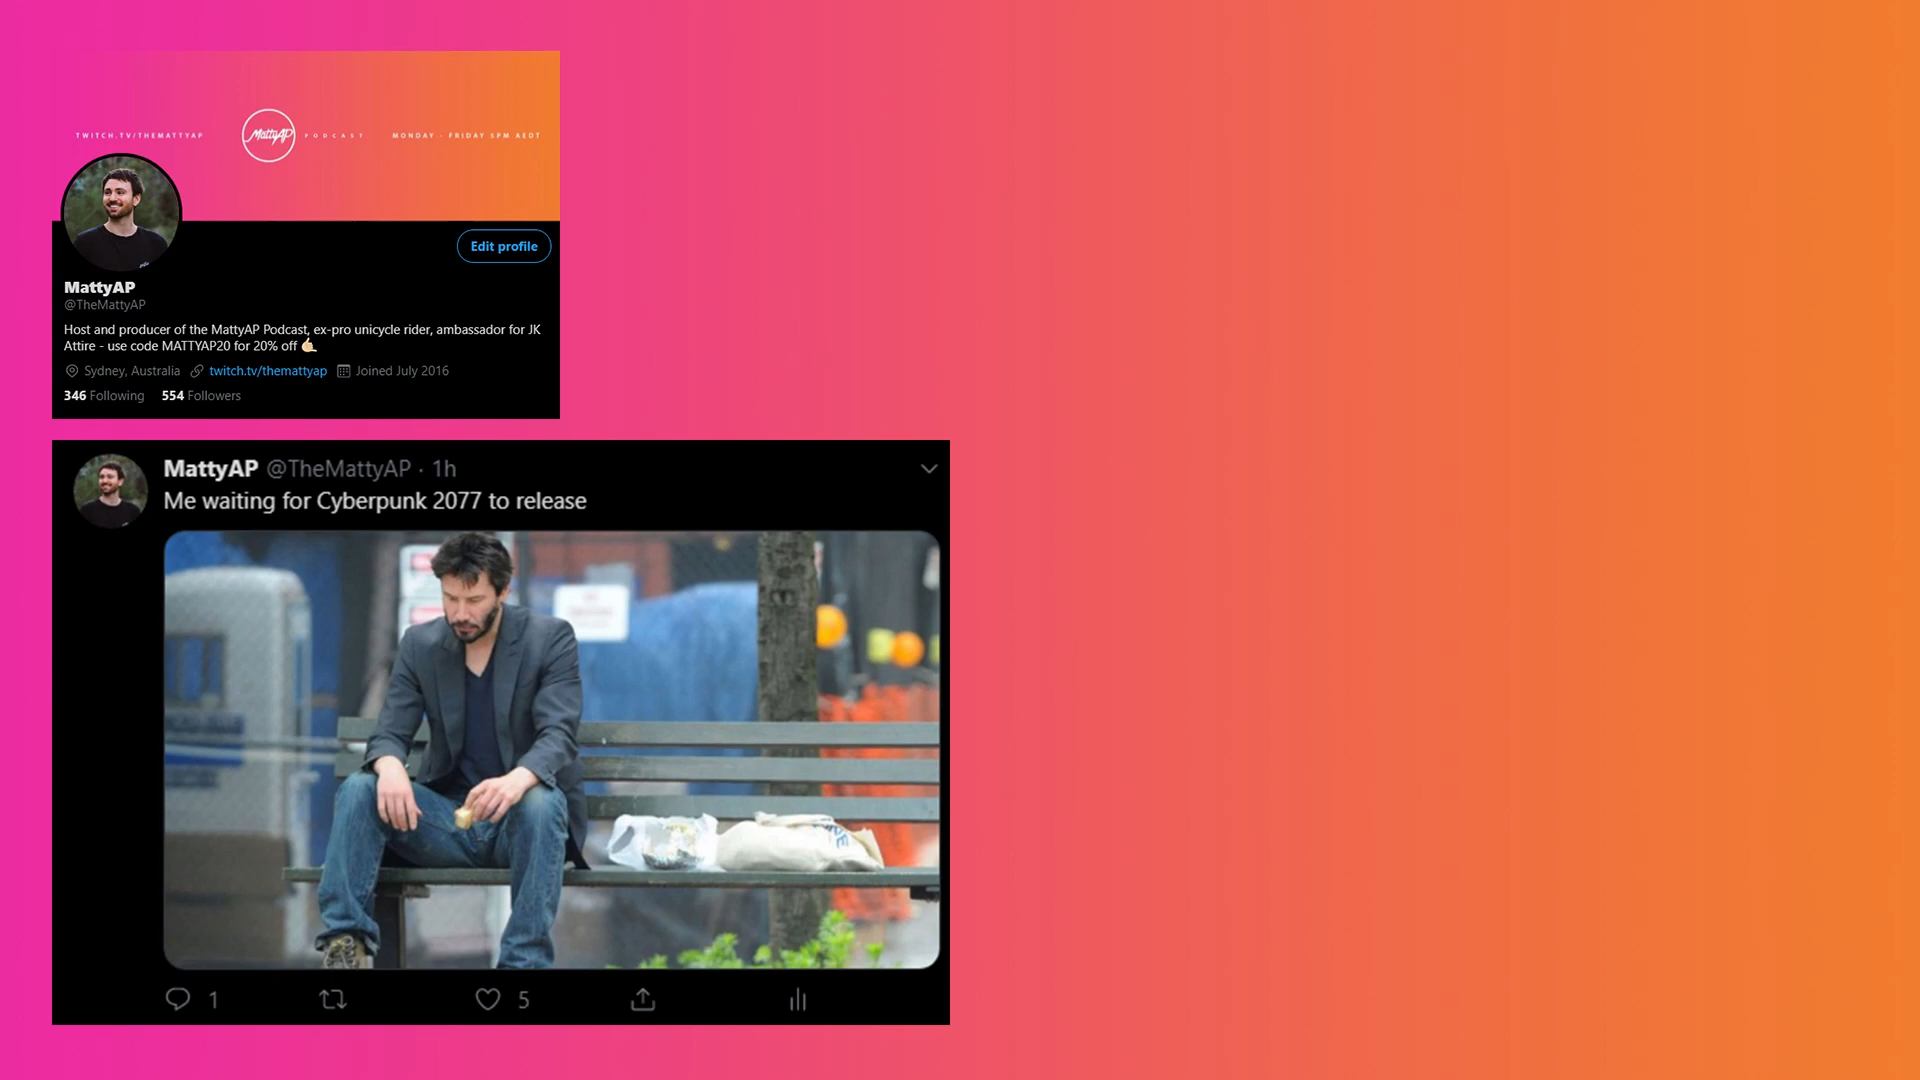 TWITCH.TV/THEMATTYAP
MattyAP
PODCAST
MONDAY - FRIDAY 5PM AEDT
Edit profile
MattyAP
@TheMattyAP
Host and producer of the MattyAP Podcast, ex-pro unicycle rider, ambassador for JK
Attire - use code MATTYAP20 for 20% off 🤙🏻
Sydney, Australia twitch.tv/themattyap Joined July 2016
346 Following 554 Followers
MattyAP @TheMattyAP · 1h
Me waiting for Cyberpunk 2077 to release
1 5